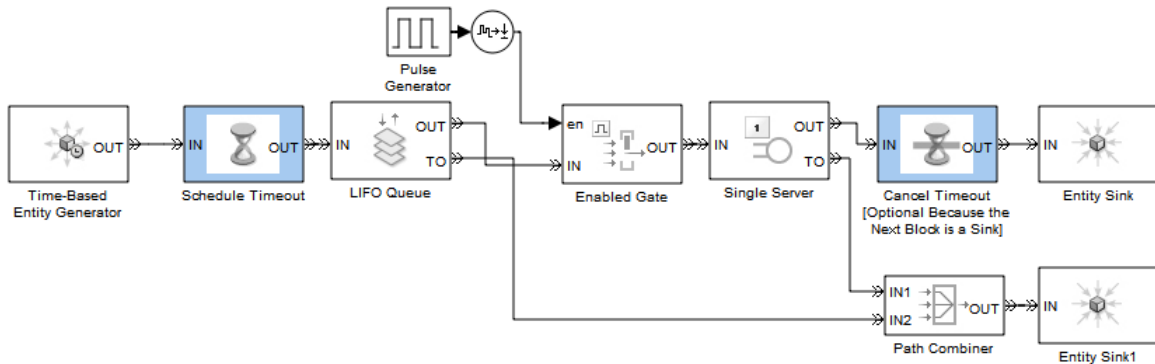 Pulse
Generator
OUT
Time-Based
Entity Generator
IN
OUT
Schedule Timeout
IN
OUT
TO
LIFO Queue
en
IN
OUT
Enabled Gate
1
IN
OUT
TO
Single Server
IN
OUT
Cancel Timeout
[Optional Because the
Next Block is a Sink]
IN
Entity Sink
IN1
IN2
OUT
Path Combiner
IN
Entity Sink1